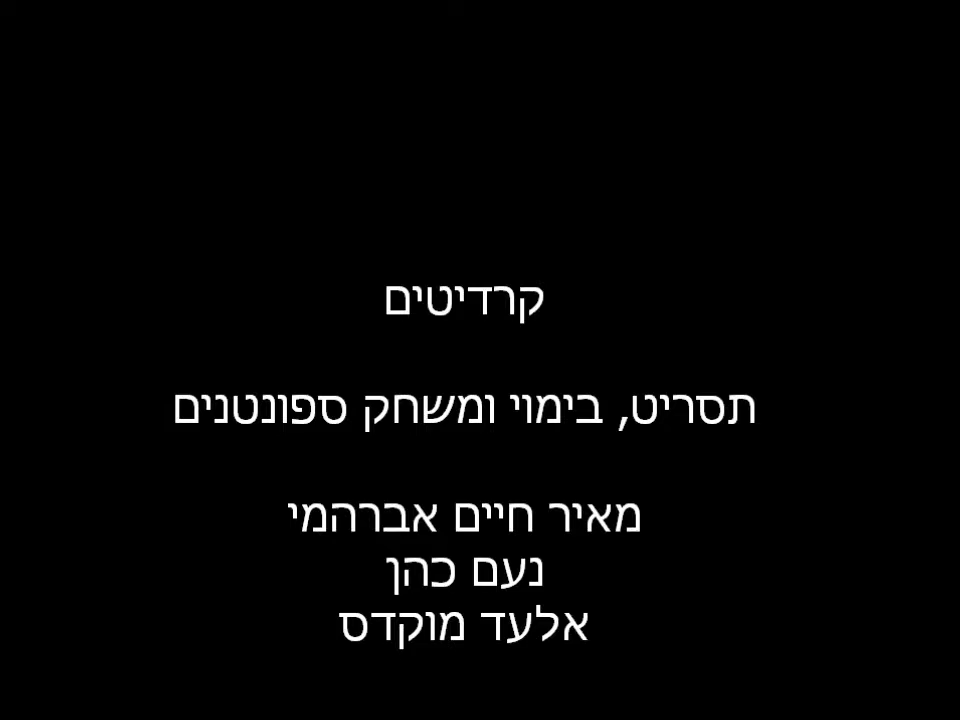 קרדיטים
תסריט, בימוי ומשחק ספונטנים
מאיר חיים אברהמי
נעם כהן
אלעד מוקדס